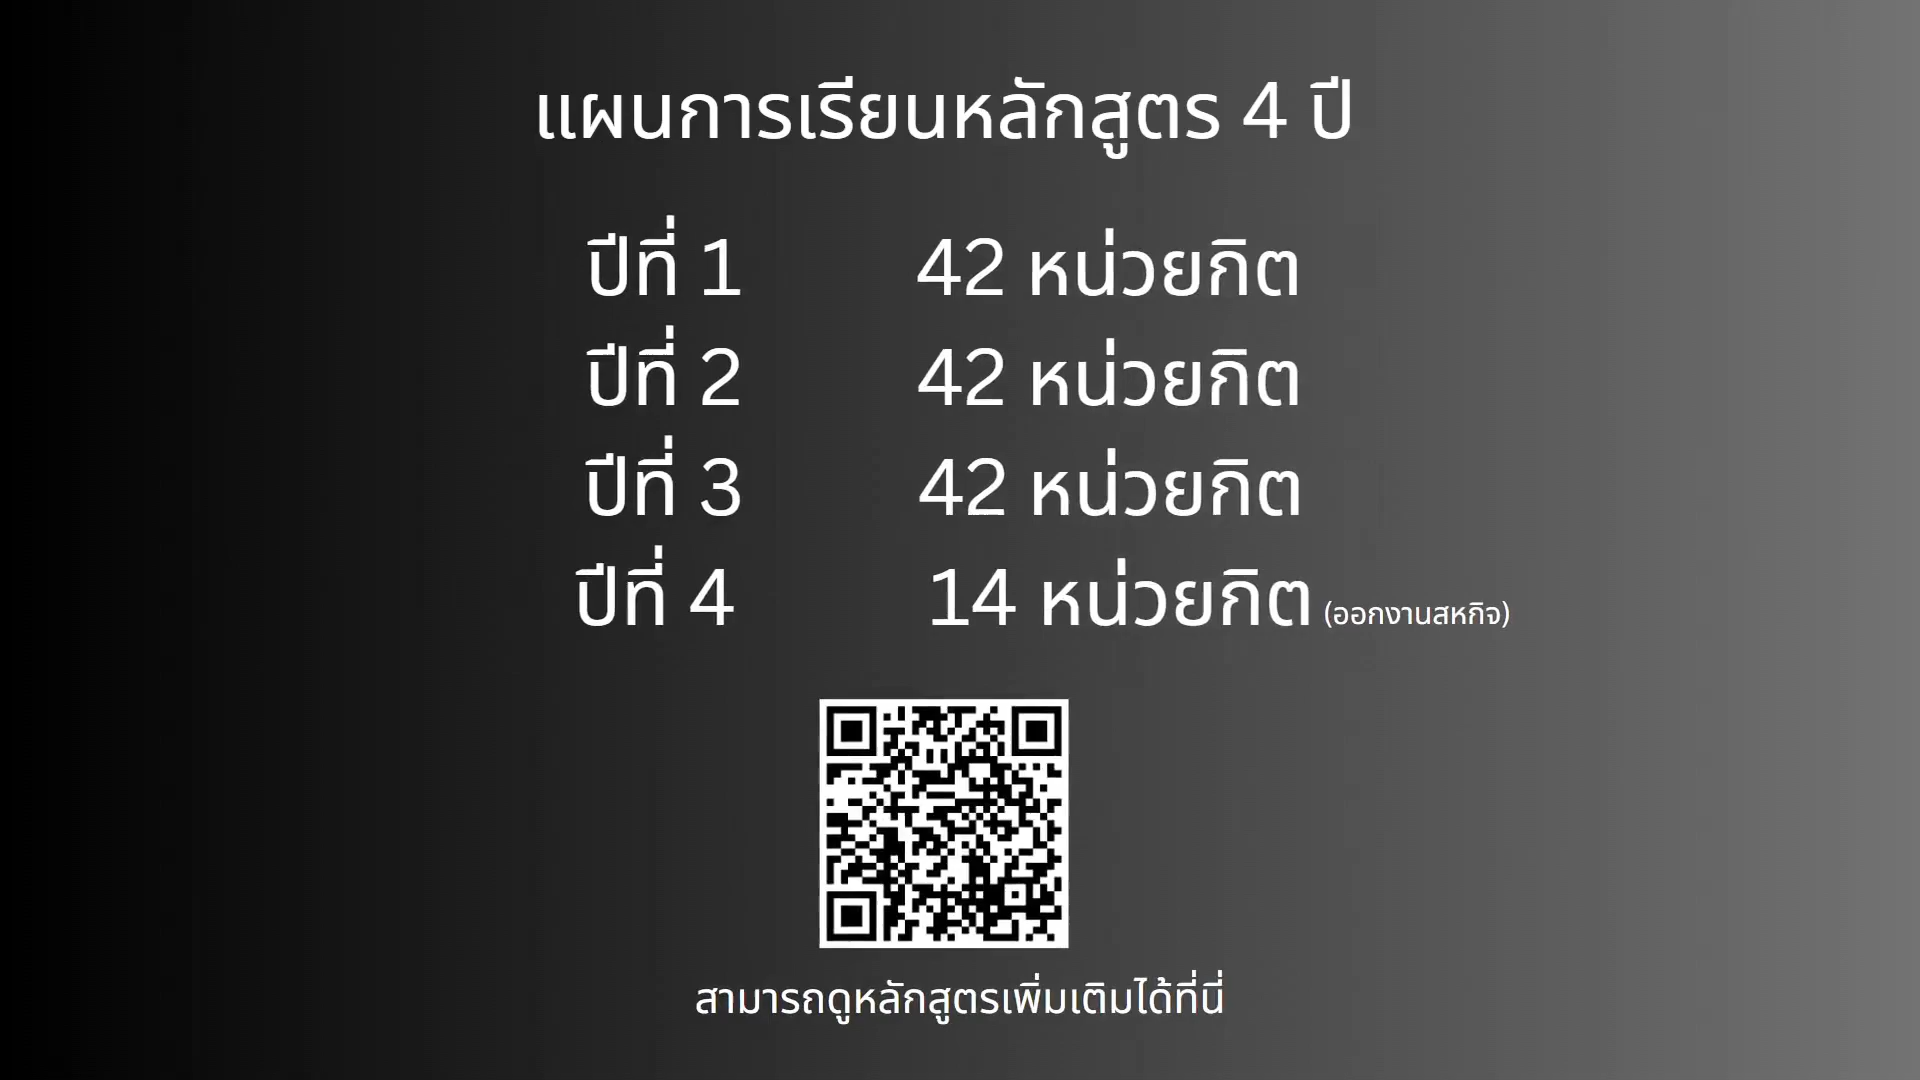 แผนการเรียนหลักสูตร 4 ปี
ปีที่ 1 42 หน่วยกิต
ปีที่ 2 42 หน่วยกิต
ปีที่ 3 42 หน่วยกิต
ปีที่ 4 14 หน่วยกิต (ออกงานสหกิจ)
สามารถดูหลักสูตรเพิ่มเติมได้ที่นี่